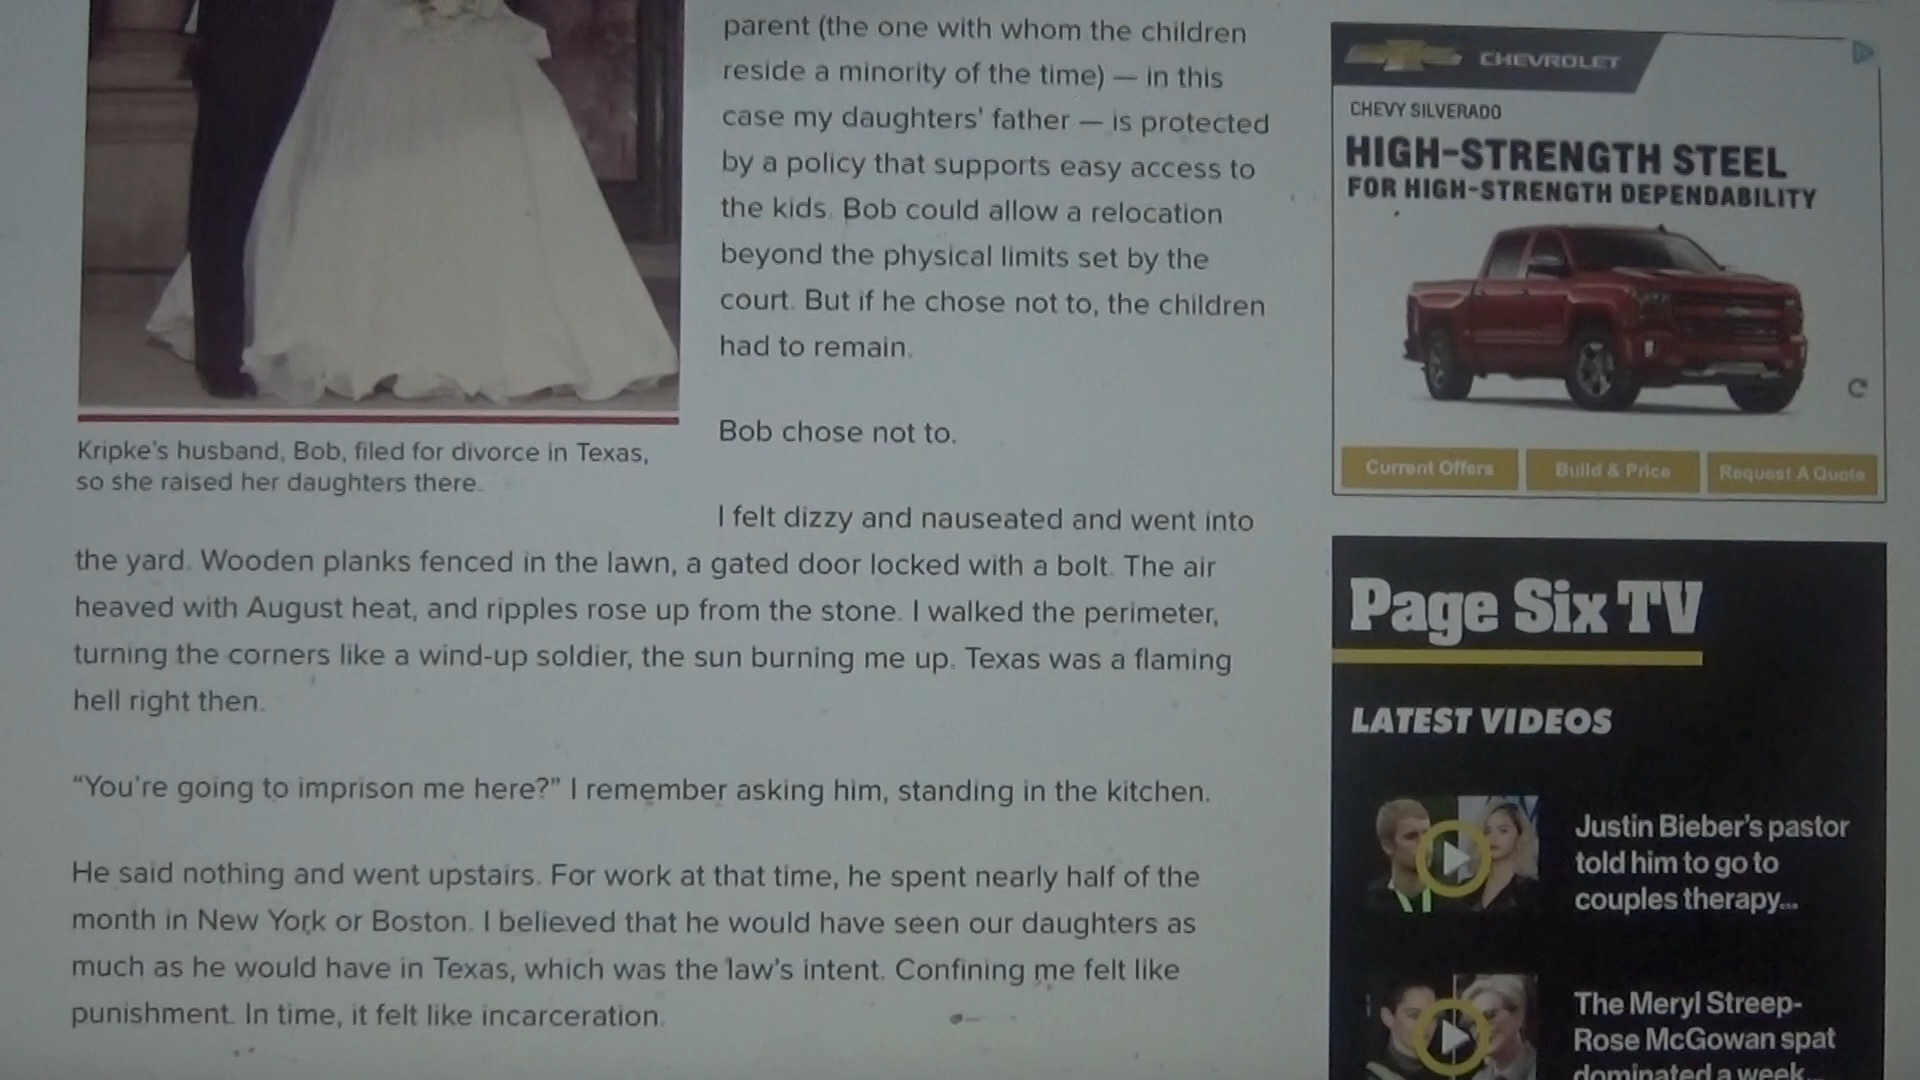 parent (the one with whom the children
reside a minority of the time) — in this
case my daughters' father — is protected
by a policy that supports easy access to
the kids. Bob could allow a relocation
beyond the physical limits set by the
court. But if he chose not to, the children
had to remain.
Bob chose not to.
Kripke's husband, Bob, filed for divorce in Texas,
so she raised her daughters there.
I felt dizzy and nauseated and went into
the yard. Wooden planks fenced in the lawn, a gated door locked with a bolt. The air
heaved with August heat, and ripples rose up from the stone. I walked the perimeter,
turning the corners like a wind-up soldier, the sun burning me up. Texas was a flaming
hell right then.
“You're going to imprison me here?” I remember asking him, standing in the kitchen.
He said nothing and went upstairs. For work at that time, he spent nearly half of the
month in New York or Boston. I believed that he would have seen our daughters as
much as he would have in Texas, which was the law's intent. Confining me felt like
punishment. In time, it felt like incarceration.
CHEVROLET
CHEVY SILVERADO
HIGH-STRENGTH STEEL
FOR HIGH-STRENGTH DEPENDABILITY
Current Offers
Build & Price
Request A Quote
Page Six TV
LATEST VIDEOS
Justin Bieber's pastor
told him to go to
couples therapy...
The Meryl Streep-
Rose McGowan spat
dominated a week...